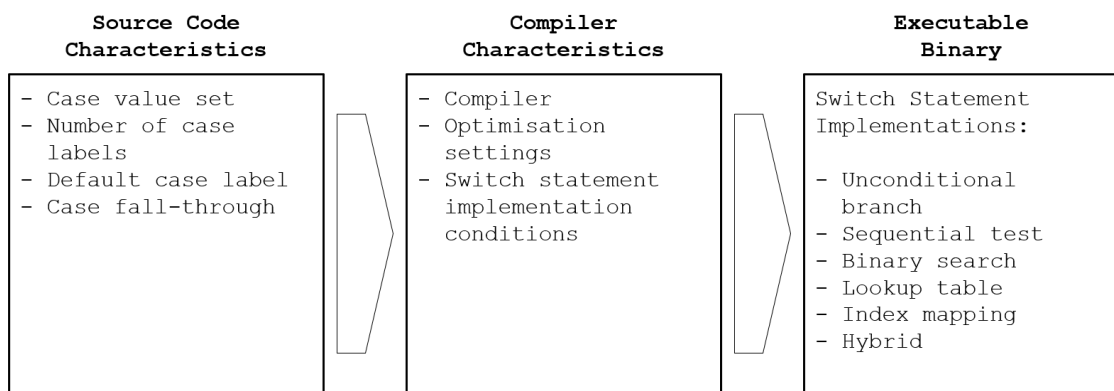 Source Code
Characteristics
- Case value set
- Number of case
labels
- Default case label
- Case fall-through
Compiler
Characteristics
- Compiler
- Optimisation
settings
- Switch statement
implementation
conditions
Executable
Binary
Switch Statement
Implementations:
- Unconditional
branch
- Sequential test
- Binary search
- Lookup table
- Index mapping
- Hybrid